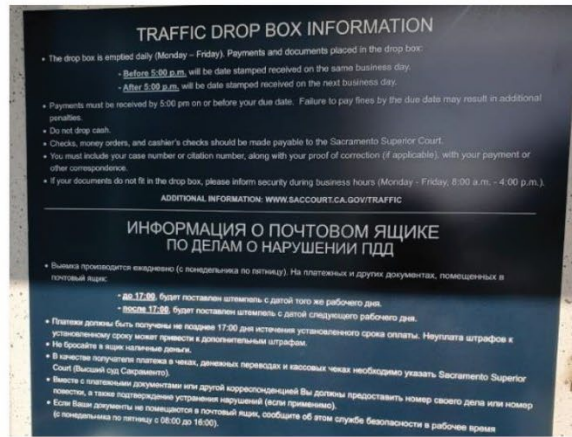 TRAFFIC DROP BOX INFORMATION
• The drop box is emptied daily (Monday – Friday). Payments and documents placed in the drop box:
- Before 5:00 p.m. will be date stamped received on the same business day.
- After 5:00 p.m. will be date stamped received on the next business day.
• Payments must be received by 5:00 pm on or before your due date. Failure to pay fines by the due date may result in additional
penalties.
• Do not drop cash.
• Checks, money orders, and cashier's checks should be made payable to the Sacramento Superior Court.
• You must include your case number or citation number, along with your proof of correction (if applicable), with your payment or
other correspondence.
• If your documents do not fit in the drop box, please inform security during business hours (Monday - Friday, 8:00 a.m. - 4:00 p.m.).
ADDITIONAL INFORMATION: WWW.SACCOURT.CA.GOV/TRAFFIC
ИНФОРМАЦИЯ О ПОЧТОВОМ ЯЩИКЕ
ПО ДЕЛАМ О НАРУШЕНИИ ПДД
• Выемка производится ежедневно (с понедельника по пятницу). На платежных и других документах, помещенных в
почтовый ящик:
- до 17:00, будет поставлен штемпель с датой того же рабочего дня.
- после 17:00, будет поставлен штемпель с датой следующего рабочего дня.
• Платежи должны быть получены не позднее 17:00 дня истечения установленного срока оплаты. Неуплата штрафов к
установленному сроку может привести к дополнительным штрафам.
• Не бросайте в ящик наличные деньги.
• В качестве получателя платежа в чеках, денежных переводах и кассовых чеках необходимо указать Sacramento Superior
Court (Высший суд Сакраменто).
• Вместе с платежными документами или другой корреспонденцией Вы должны предоставить номер своего дела или номер
повестки, а также подтверждение устранения нарушений (если применимо).
• Если Ваши документы не помещаются в почтовый ящик, сообщите об этом службе безопасности в рабочее время
(с понедельника по пятницу с 08:00 до 16:00).